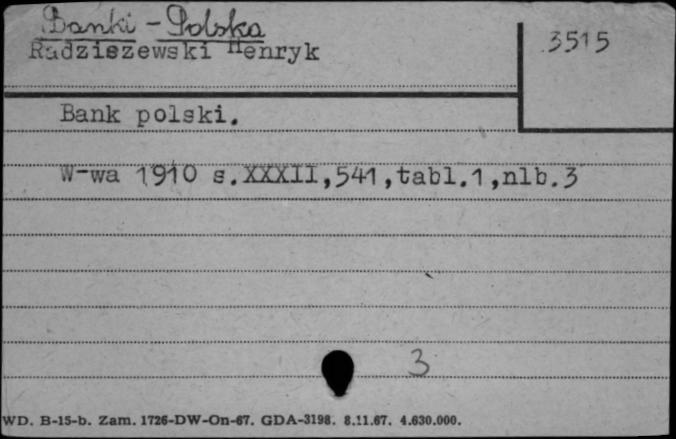 Banki - Polska
Radziszewski Henryk
3515
Bank polski.
W-wa 1910 s.XXXII,541,tabl.1,nlb.3
3
WD. B-15-b. Zam. 1726-DW-On-67. GDA-3198. 8.11.67. 4.630.000.